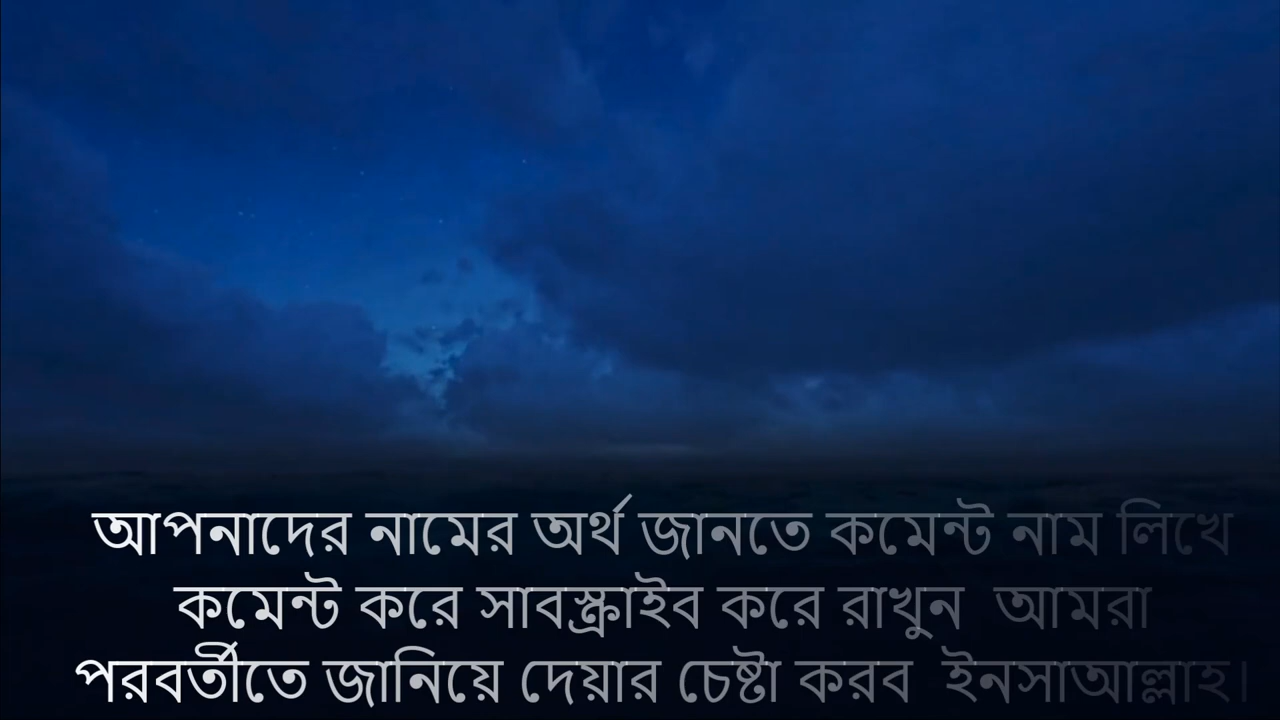 আপনাদের নামের অর্থ জানতে কমেন্ট নাম লিখে
কমেন্ট করে সাবস্ক্রাইব করে রাখুন আমরা
পরবর্তীতে জানিয়ে দেয়ার চেষ্টা করব ইনসাআল্লাহ।